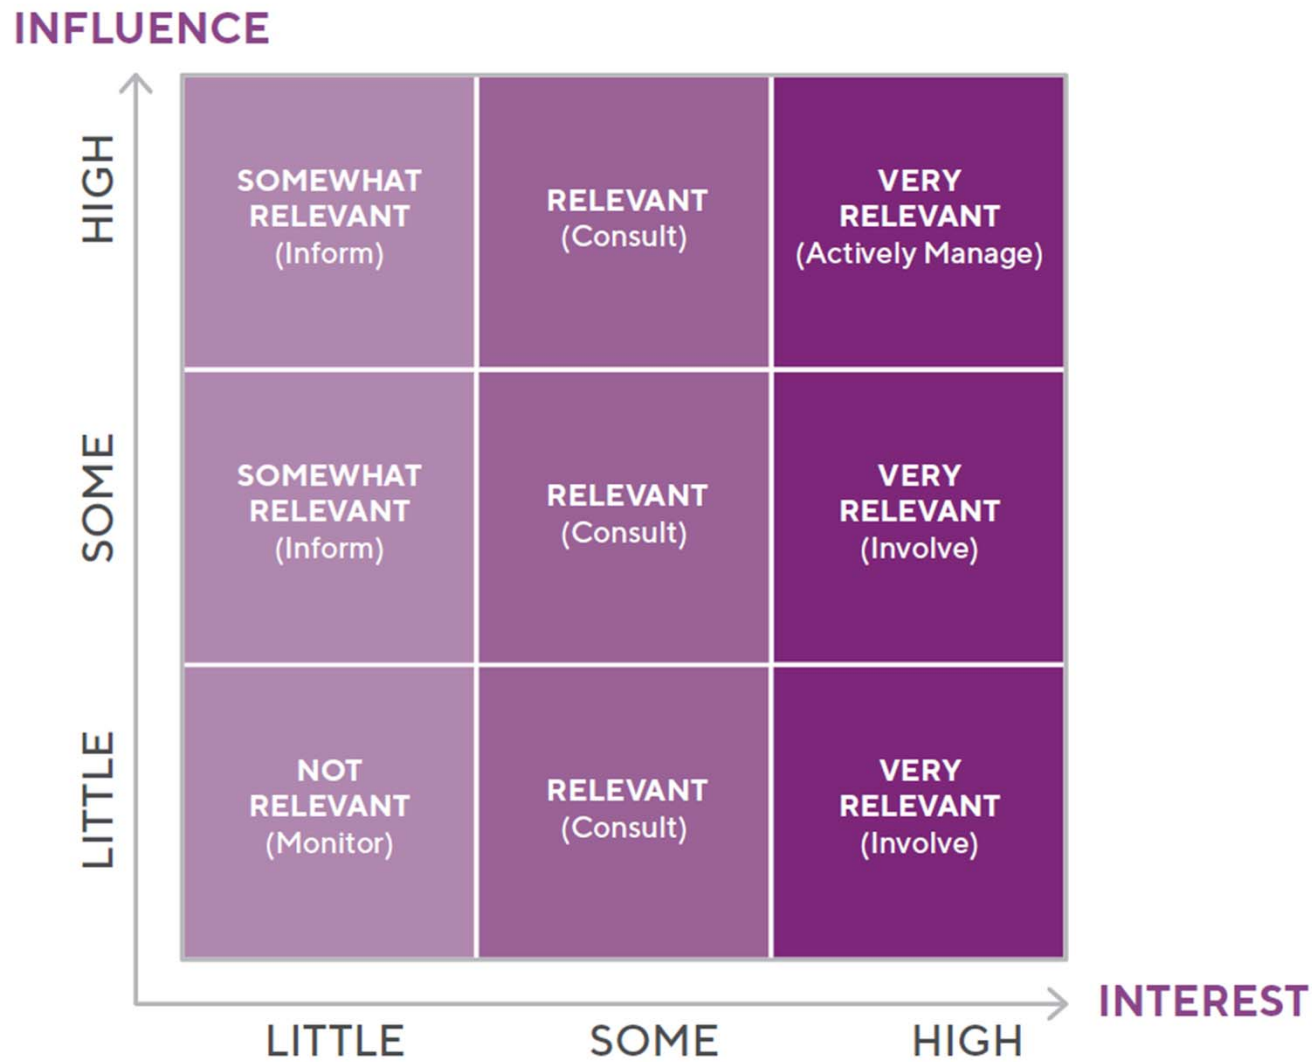 INFLUENCE
HIGH
SOMEWHAT
RELEVANT
(Inform)
RELEVANT
(Consult)
VERY
RELEVANT
(Actively Manage)
SOME
SOMEWHAT
RELEVANT
(Inform)
RELEVANT
(Consult)
VERY
RELEVANT
(Involve)
LITTLE
NOT
RELEVANT
(Monitor)
RELEVANT
(Consult)
VERY
RELEVANT
(Involve)
INTEREST
LITTLE
SOME
HIGH